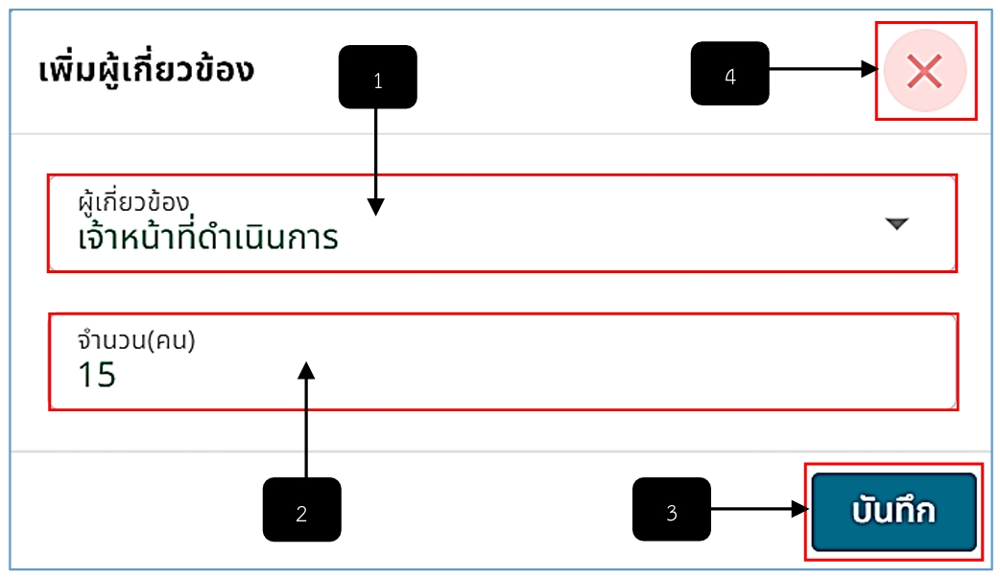 เพิ่มผู้เกี่ยวข้อง
1
4
ผู้เกี่ยวข้อง
เจ้าหน้าที่ดำเนินการ
จำนวน(คน)
15
2
3
บันทึก